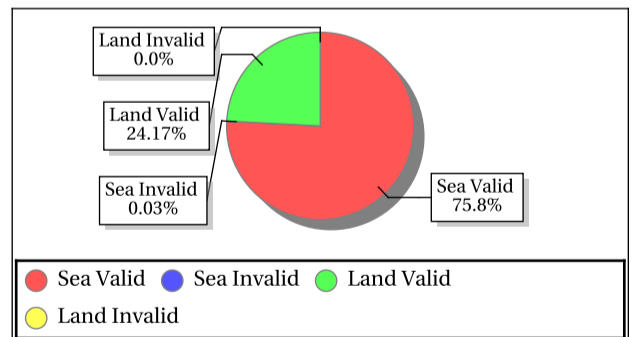 Land Invalid
0.0%
Land Valid
24.17%
Sea Invalid
0.03%
Sea Valid
75.8%
Sea Valid Sea Invalid Land Valid
Land Invalid